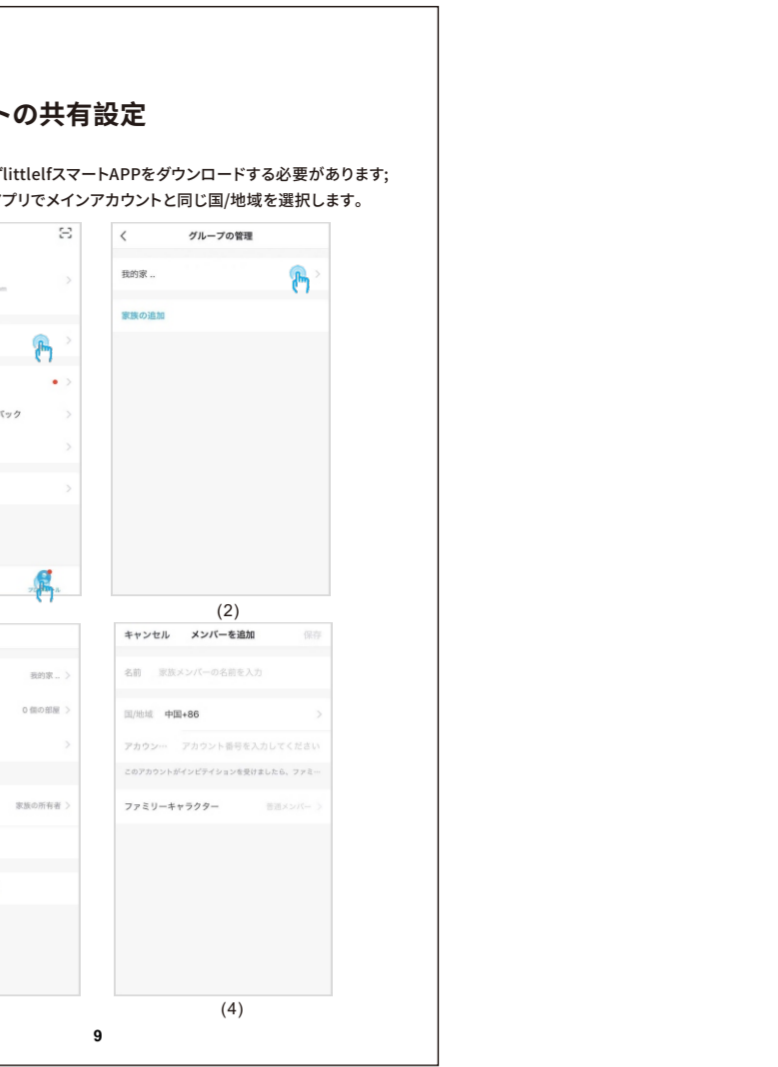 トの共有設定
littlelfスマートAPPをダウンロードする必要があります;
アプリでメインアカウントと同じ国/地域を選択します。
バック
グループの管理
我的家 ..
家族の追加
(2)
我的家 ...
0 個の部屋
家族の所有者
キャンセル メンバーを追加 保存
名前 家族メンバーの名前を入力
国/地域 中国+86
アカウン… アカウント番号を入力してください
このアカウントがインビテイションを受けましたら、ファミ…
ファミリーキャラクター 普通メンバー
(4)
9